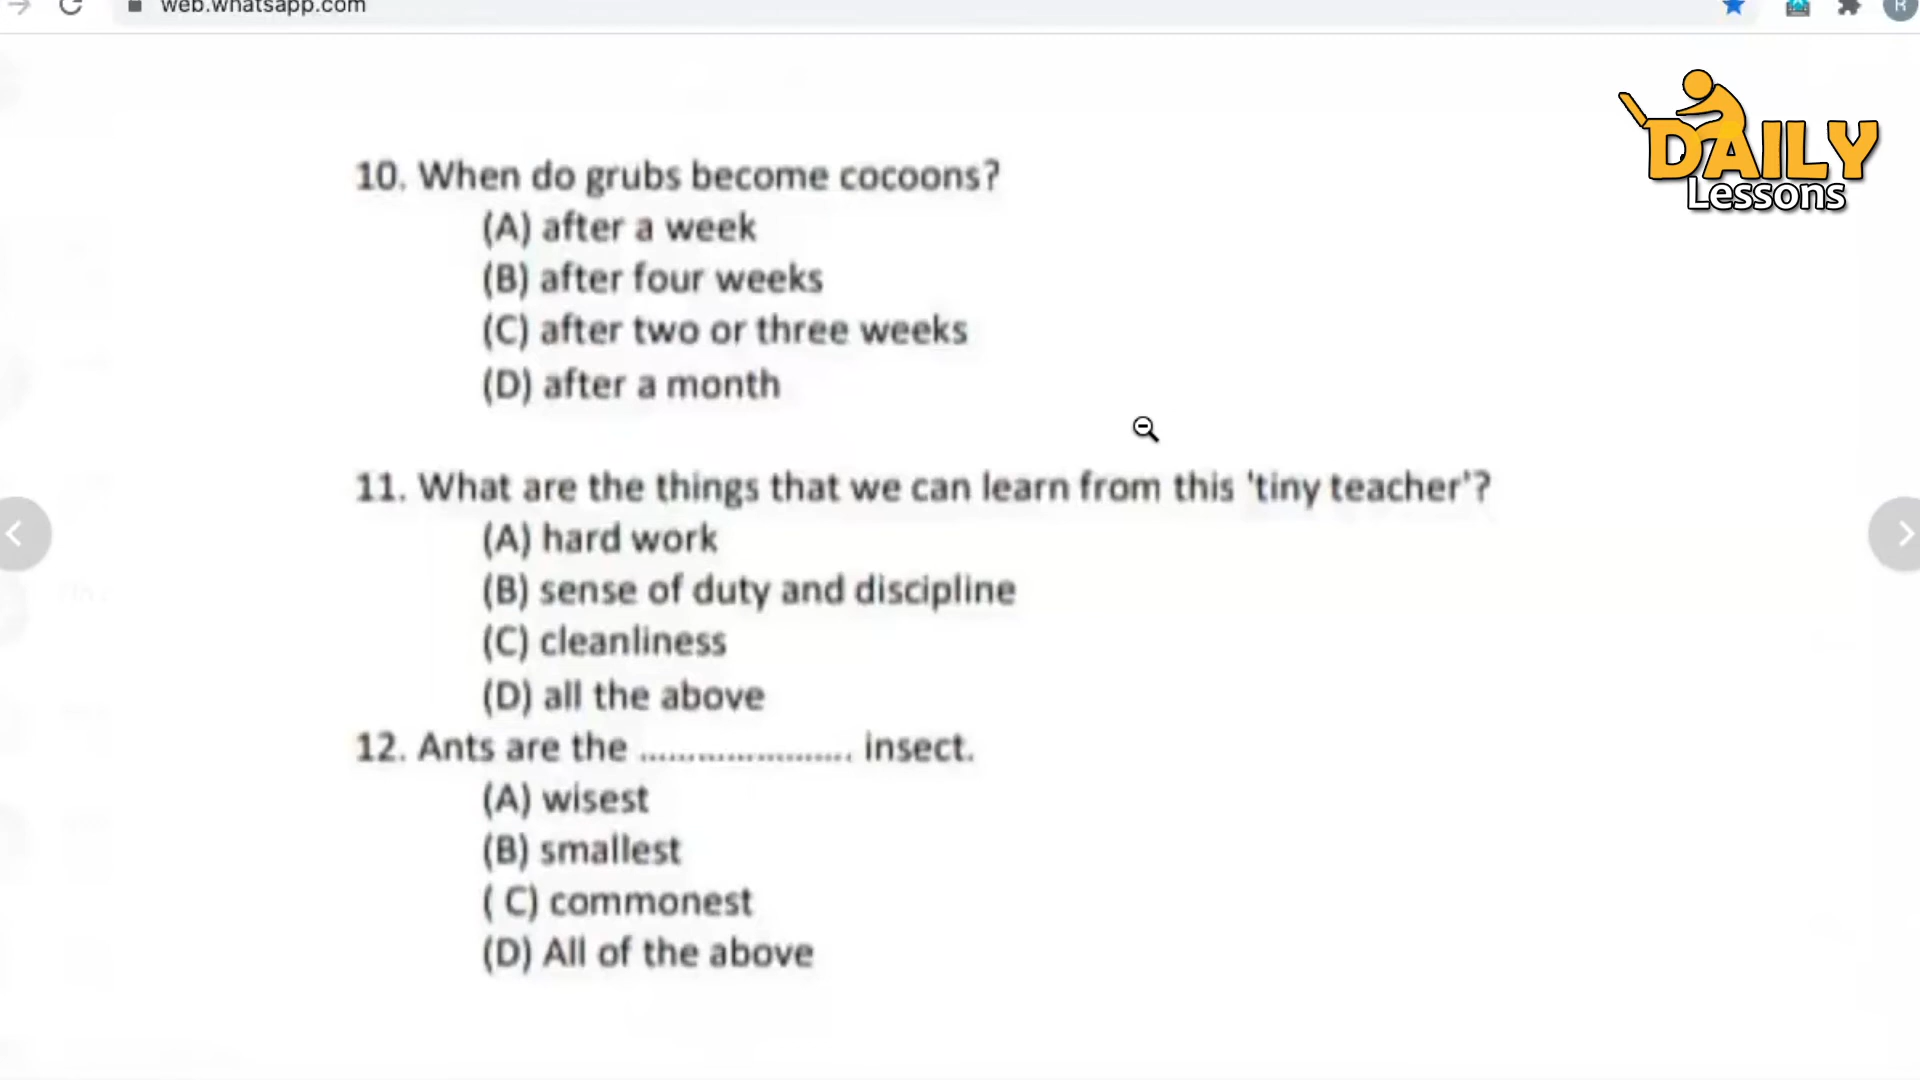 web.whatsapp.com
R
DAILY
Lessons
10. When do grubs become cocoons?
(A) after a week
(B) after four weeks
(C) after two or three weeks
(D) after a month
11. What are the things that we can learn from this 'tiny teacher'?
(A) hard work
(B) sense of duty and discipline
(C) cleanliness
(D) all the above
12. Ants are the ...................... insect.
(A) wisest
(B) smallest
( C) commonest
(D) All of the above